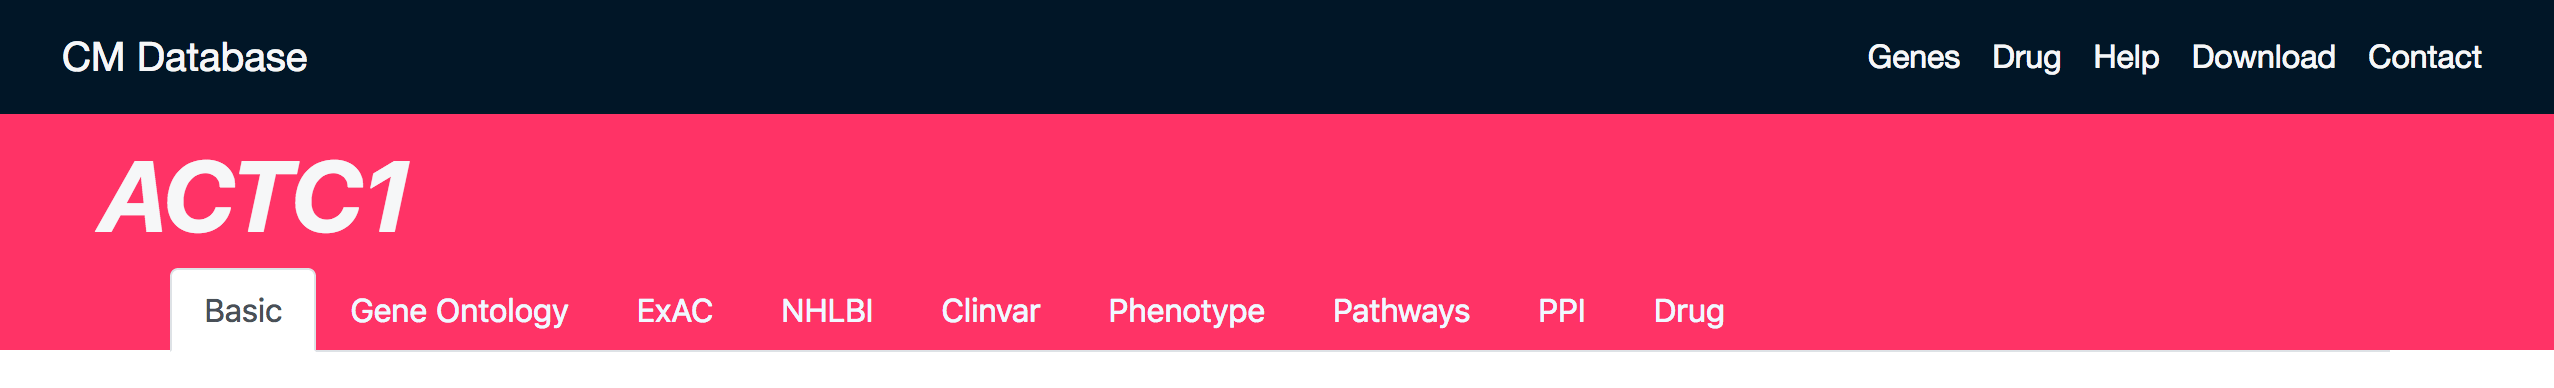 CM Database Genes Drug Help Download Contact
ACTC1
Basic Gene Ontology ExAC NHLBI Clinvar Phenotype Pathways PPI Drug